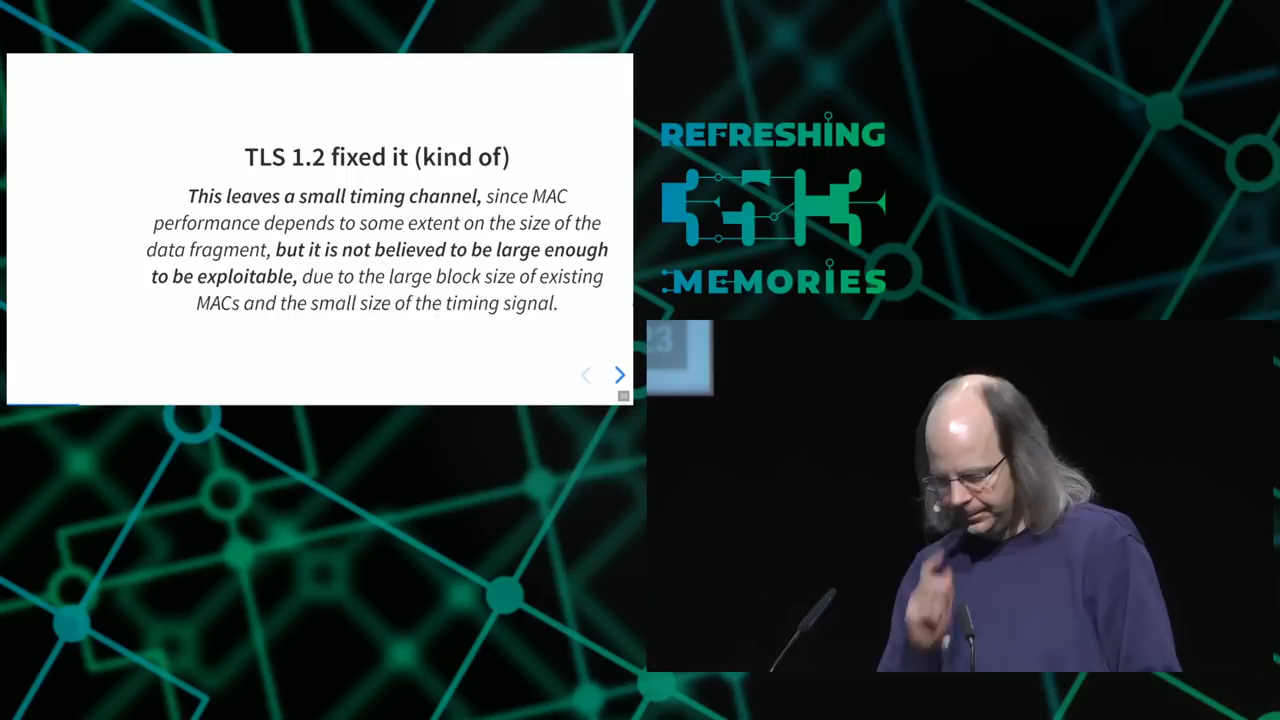 TLS 1.2 fixed it (kind of)
This leaves a small timing channel, since MAC
performance depends to some extent on the size of the
data fragment, but it is not believed to be large enough
to be exploitable, due to the large block size of existing
MACs and the small size of the timing signal.
23
REFRESHING
MEMORIES
23